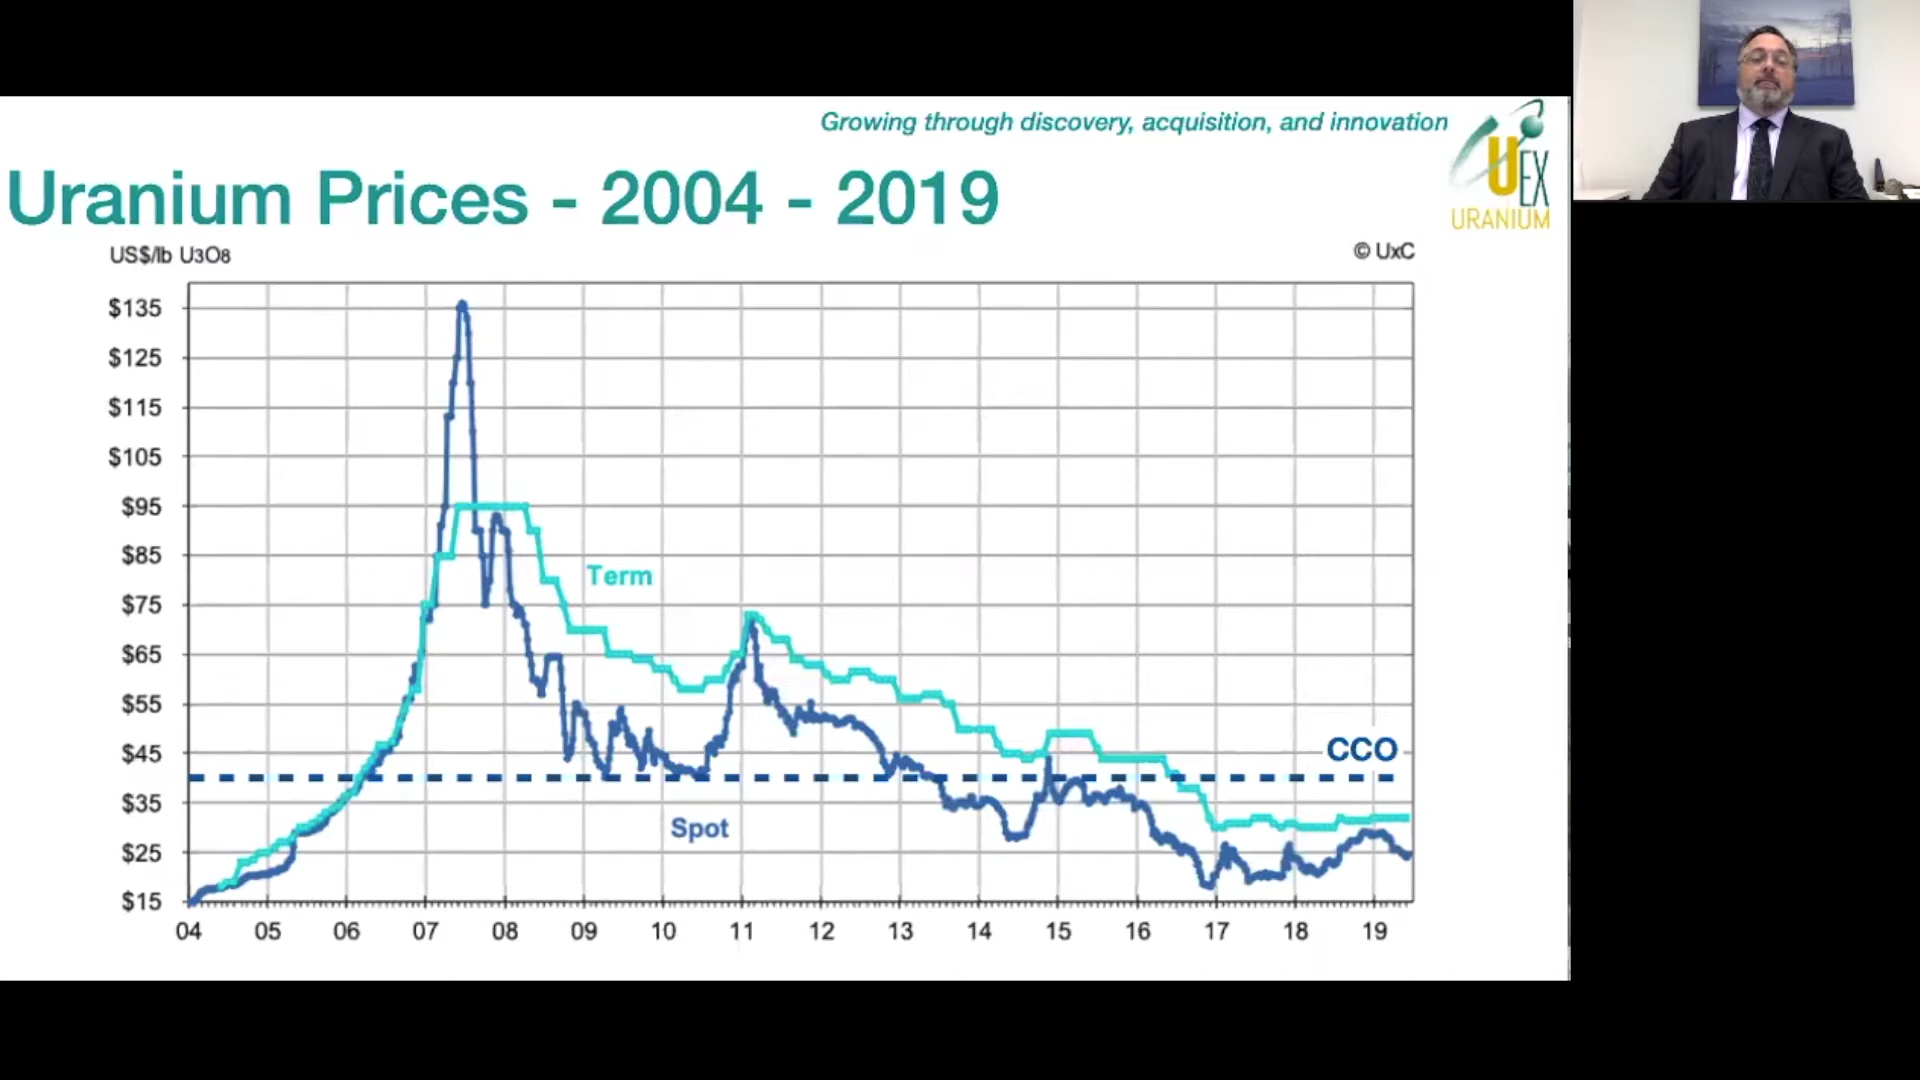 Growing through discovery, acquisition, and innovation
UEX
URANIUM
Uranium Prices - 2004 - 2019
US$/lb U3O8
© UxC
$135
$125
$115
$105
$95
$85
$75
$65
$55
$45
$35
$25
$15
Term
CCO
Spot
04 05 06 07 08 09 10 11 12 13 14 15 16 17 18 19